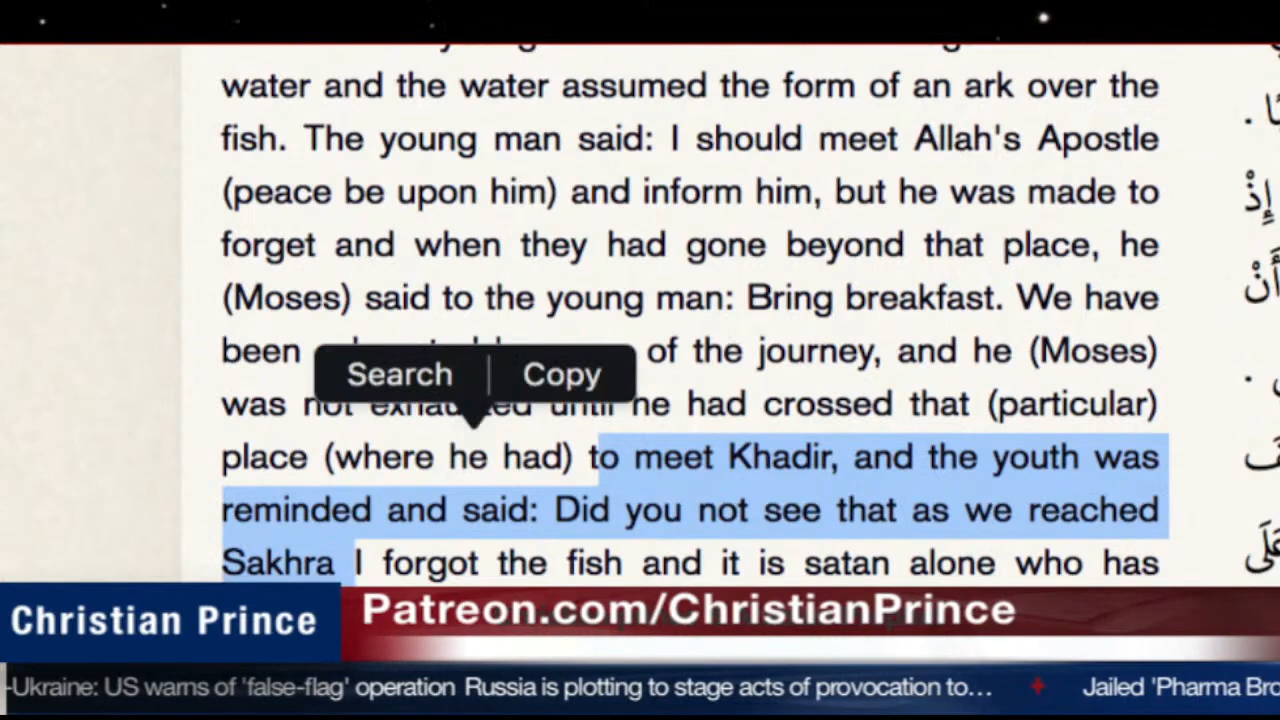 water and the water assumed the form of an ark over the
fish. The young man said: I should meet Allah's Apostle
(peace be upon him) and inform him, but he was made to
forget and when they had gone beyond that place, he
(Moses) said to the young man: Bring breakfast. We have
been of the journey, and he (Moses)
Search Copy
was not exhausted until he had crossed that (particular)
place (where he had) to meet Khadir, and the youth was
reminded and said: Did you not see that as we reached
Sakhra I forgot the fish and it is satan alone who has
Christian Prince
Patreon.com/ChristianPrince
-Ukraine: US warns of 'false-flag' operation Russia is plotting to stage acts of provocation to… Jailed 'Pharma Bro
إِذْ
أَنْ